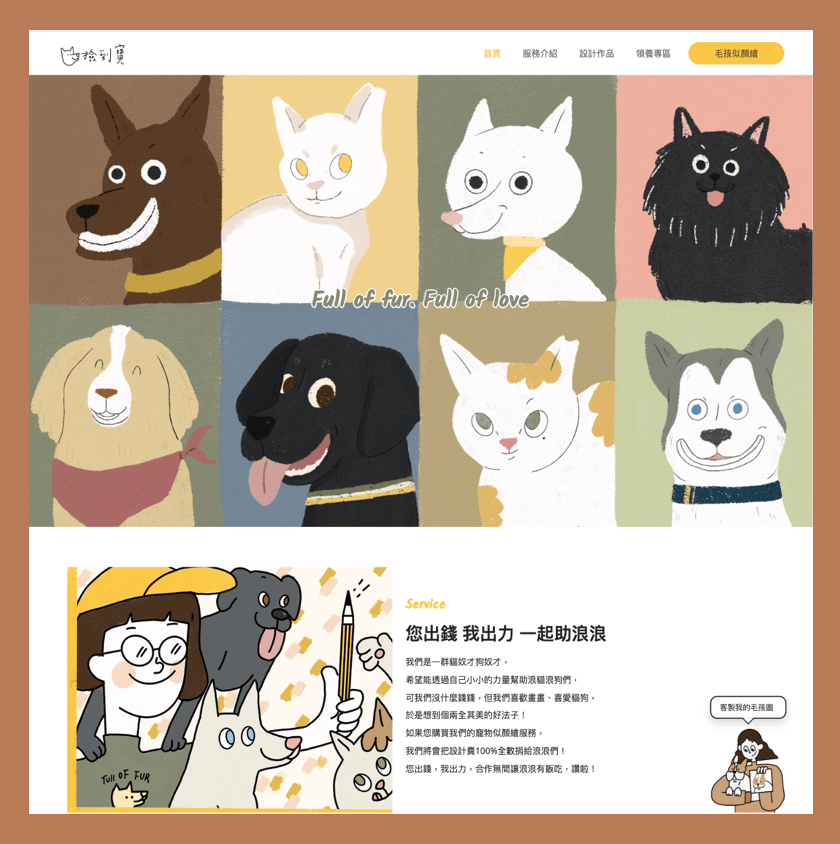 撿到寶
首頁
服務介紹
設計作品
領養專區
毛孩似顏繪
Full of fur. Full of love
Service
您出錢 我出力 一起助浪浪
我們是一群貓奴才狗奴才，
希望能透過自己小小的力量幫助浪貓浪狗們，
可我們沒什麼錢錢，但我們喜歡畫畫、喜愛貓狗，
於是想到個兩全其美的好法子！
如果您購買我們的寵物似顏繪服務，
我們將會把設計費100%全數捐給浪浪們！
您出錢，我出力，合作無間讓浪浪有飯吃、讚啦！
FUll OF FUR
客製我的毛孩圖